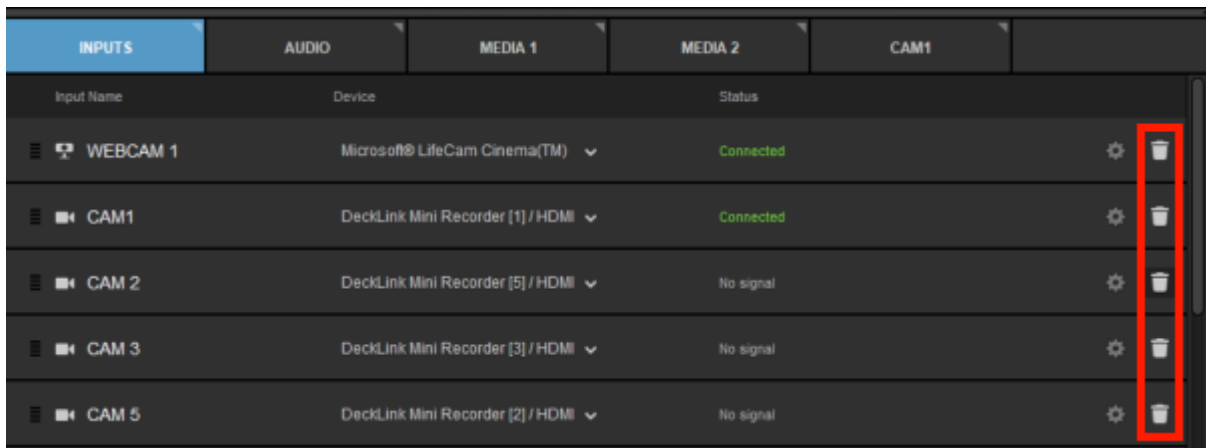 INPUTS AUDIO MEDIA 1 MEDIA 2 CAM1
Input Name Device Status
WEBCAM 1 Microsoft® LifeCam Cinema(TM) Connected
CAM1 DeckLink Mini Recorder [1] / HDMI Connected
CAM 2 DeckLink Mini Recorder [5] / HDMI No signal
CAM 3 DeckLink Mini Recorder [3] / HDMI No signal
CAM 5 DeckLink Mini Recorder [2] / HDMI No signal